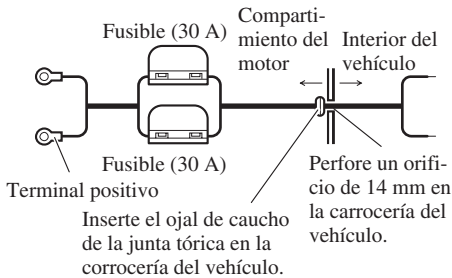 Fusible (30 A)
Comparti-
miento del
motor
Interior del
vehículo
Fusible (30 A)
Terminal positivo
Inserte el ojal de caucho
de la junta tórica en la
corrocería del vehículo.
Perfore un orifi-
cio de 14 mm en
la carrocería del
vehículo.